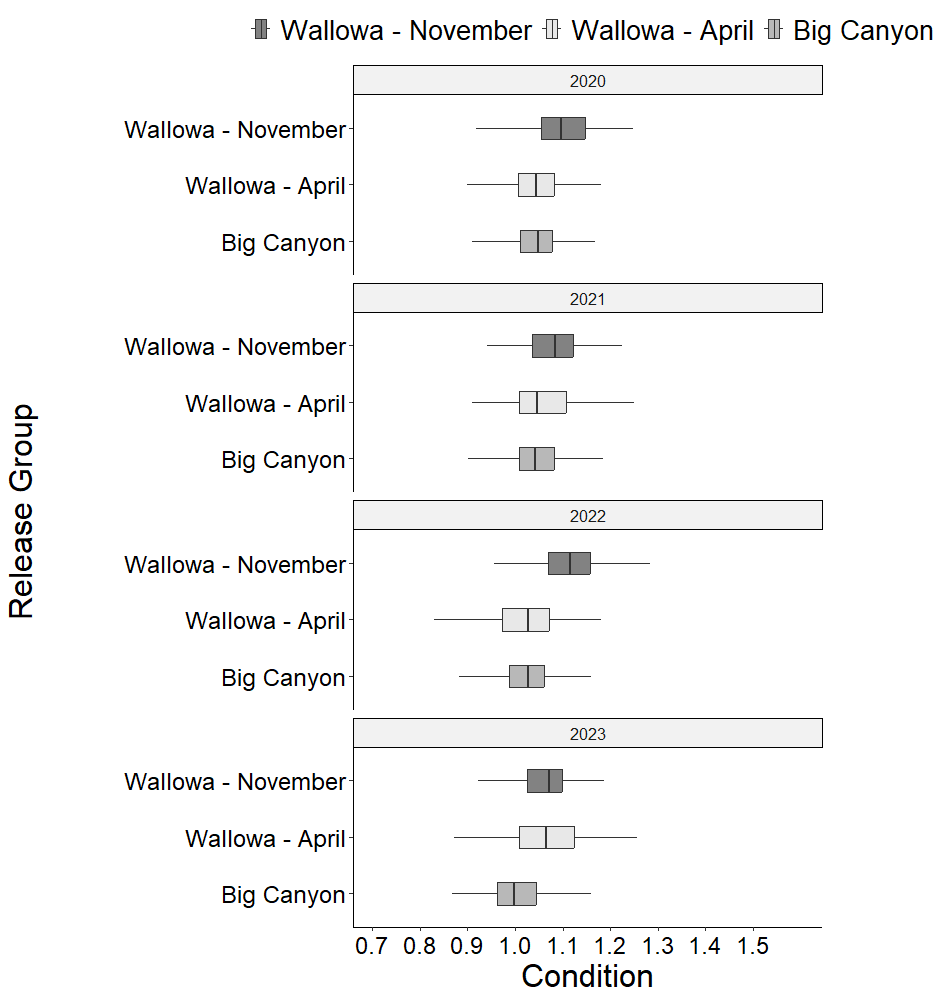 Wallowa - November Wallowa - April Big Canyon
2020
Wallowa - November
Wallowa - April
Big Canyon
2021
Wallowa - November
Wallowa - April
Big Canyon
2022
Wallowa - November
Wallowa - April
Big Canyon
2023
Wallowa - November
Wallowa - April
Big Canyon
Release Group
0.7 0.8 0.9 1.0 1.1 1.2 1.3 1.4 1.5
Condition